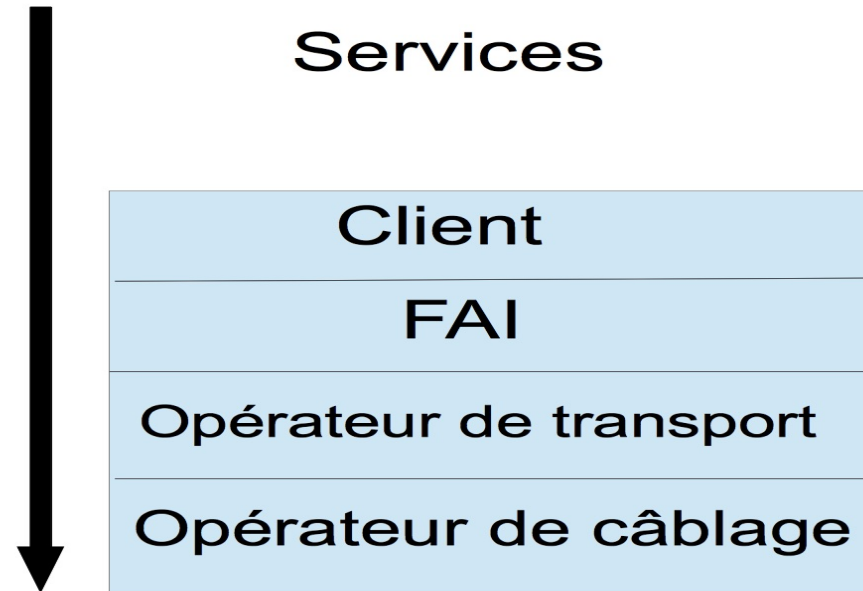 Services
Client
FAI
Opérateur de transport
Opérateur de câblage